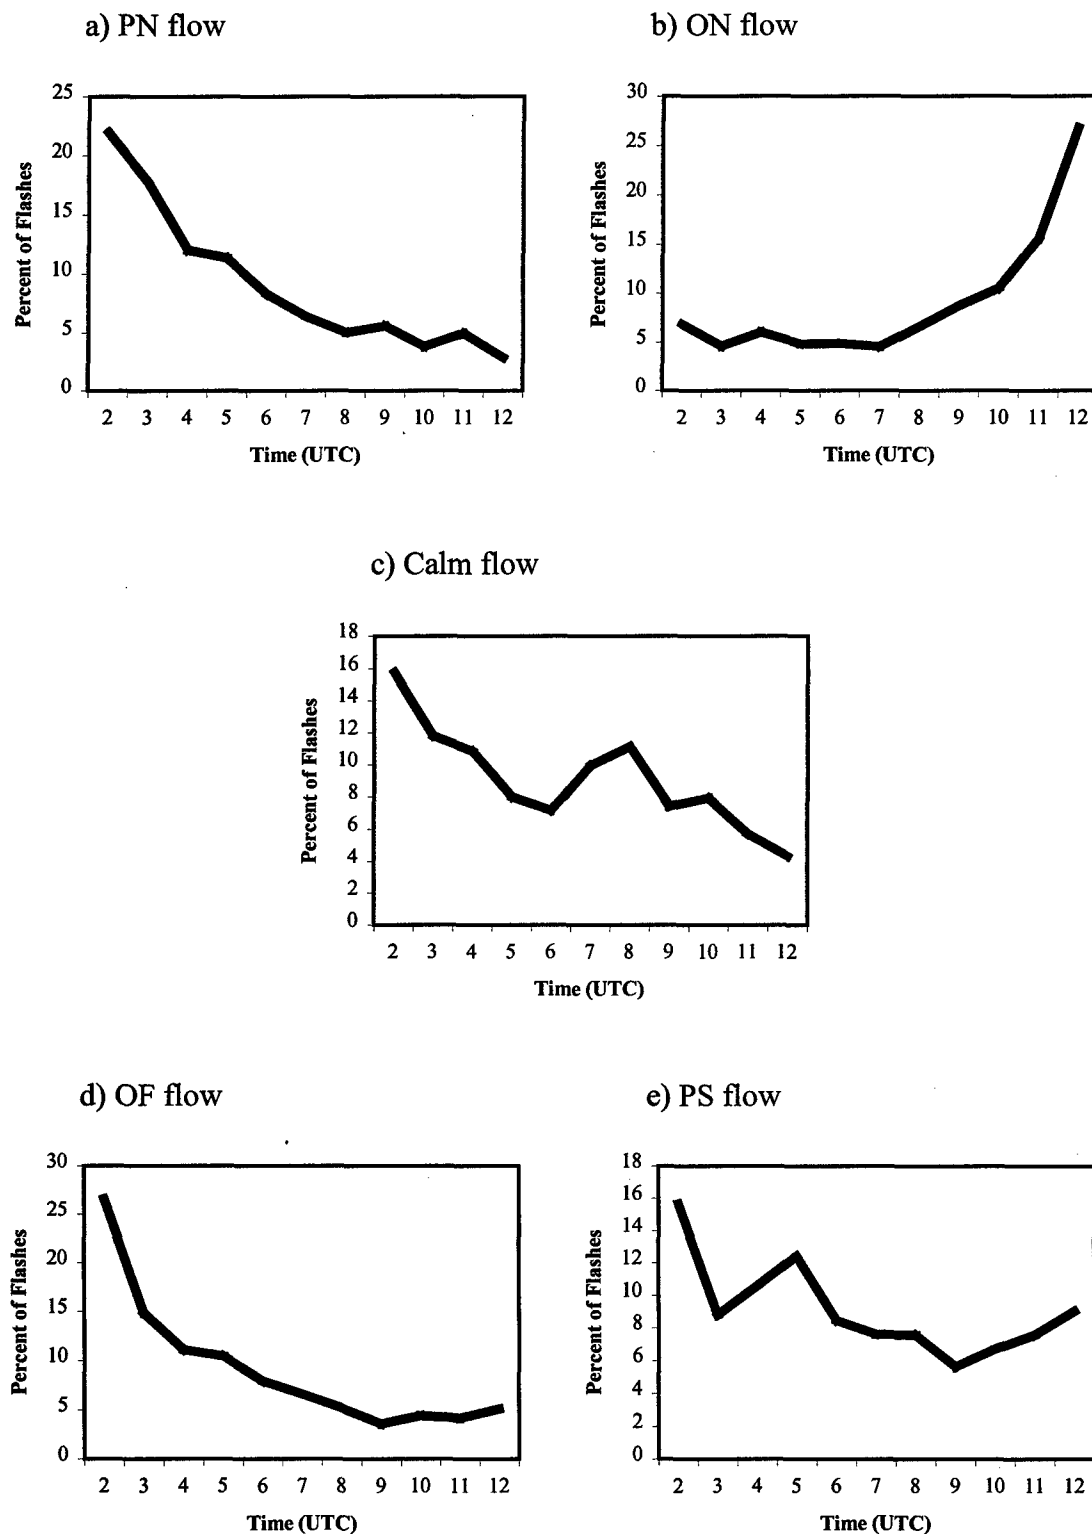 a) PN flow
b) ON flow
25
20
15
10
5
0
Percent of Flashes
2 3 4 5 6 7 8 9 10 11 12
Time (UTC)
30
25
20
15
10
5
0
Percent of Flashes
2 3 4 5 6 7 8 9 10 11 12
Time (UTC)
c) Calm flow
18
16
14
12
10
8
6
4
2
0
Percent of Flashes
2 3 4 5 6 7 8 9 10 11 12
Time (UTC)
d) OF flow
e) PS flow
30
25
20
15
10
5
0
Percent of Flashes
2 3 4 5 6 7 8 9 10 11 12
Time (UTC)
18
16
14
12
10
8
6
4
2
0
Percent of Flashes
2 3 4 5 6 7 8 9 10 11 12
Time (UTC)